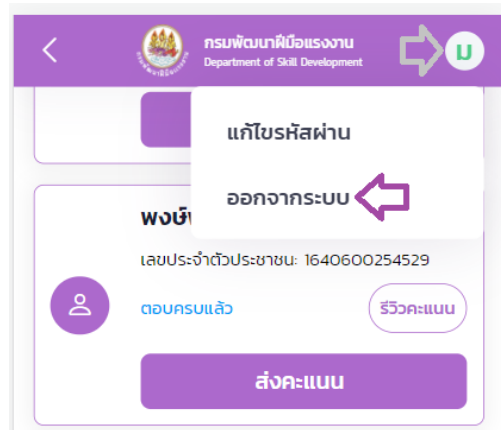 กรมพัฒนาฝีมือแรงงาน
Department of Skill Development
ม
แก้ไขรหัสผ่าน
ออกจากระบบ
เลขประจำตัวประชาชน: 1640600254529
ตอบครบแล้ว
รีวิวคะแนน
ส่งคะแนน